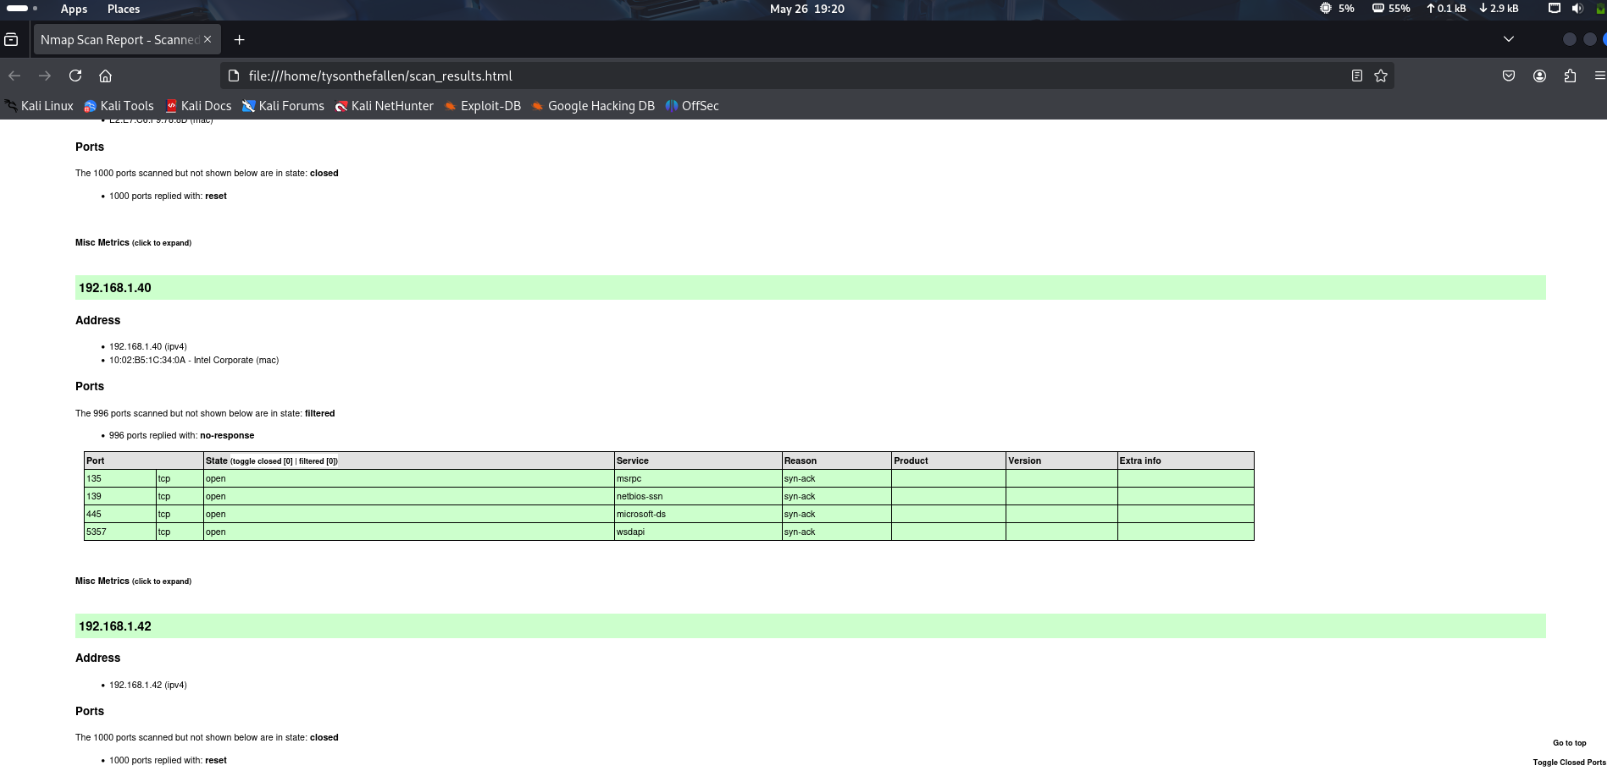 Apps Places May 26 19:20 5% 55% 0.1 kB 2.9 kB
Nmap Scan Report - Scanned
file:///home/tysonthefallen/scan_results.html
Kali Linux Kali Tools Kali Docs Kali Forums Kali NetHunter Exploit-DB Google Hacking DB OffSec
(mac)
Ports
The 1000 ports scanned but not shown below are in state: closed
• 1000 ports replied with: reset
Misc Metrics (click to expand)
192.168.1.40
Address
• 192.168.1.40 (ipv4)
• 10:02:B5:1C:34:0A - Intel Corporate (mac)
Ports
The 996 ports scanned but not shown below are in state: filtered
• 996 ports replied with: no-response
Port State (toggle closed [0] | filtered [0]) Service Reason Product Version Extra info
135 tcp open msrpc syn-ack
139 tcp open netbios-ssn syn-ack
445 tcp open microsoft-ds syn-ack
5357 tcp open wsdapi syn-ack
Misc Metrics (click to expand)
192.168.1.42
Address
• 192.168.1.42 (ipv4)
Ports
The 1000 ports scanned but not shown below are in state: closed
• 1000 ports replied with: reset
Go to top
Toggle Closed Ports